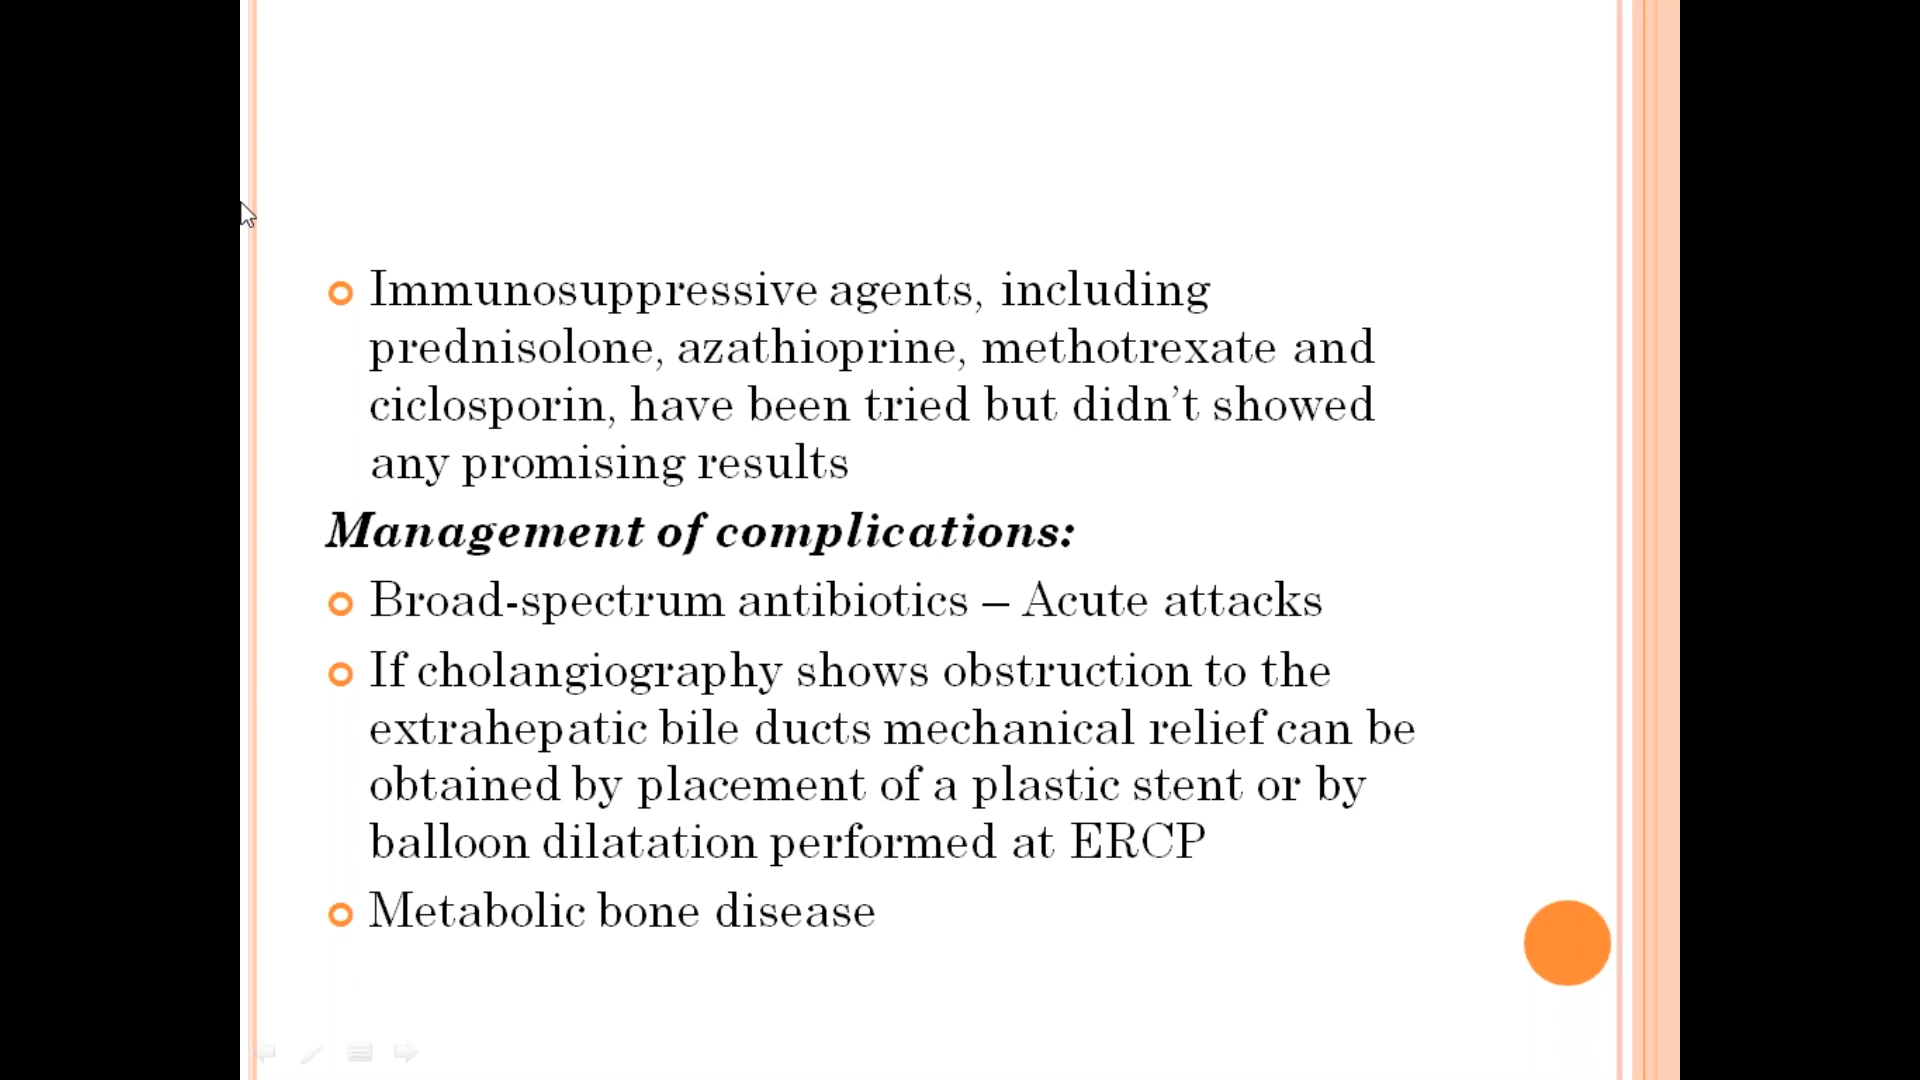 Immunosuppressive agents, including
prednisolone, azathioprine, methotrexate and
ciclosporin, have been tried but didn’t showed
any promising results
Management of complications:
Broad-spectrum antibiotics – Acute attacks
If cholangiography shows obstruction to the
extrahepatic bile ducts mechanical relief can be
obtained by placement of a plastic stent or by
balloon dilatation performed at ERCP
Metabolic bone disease